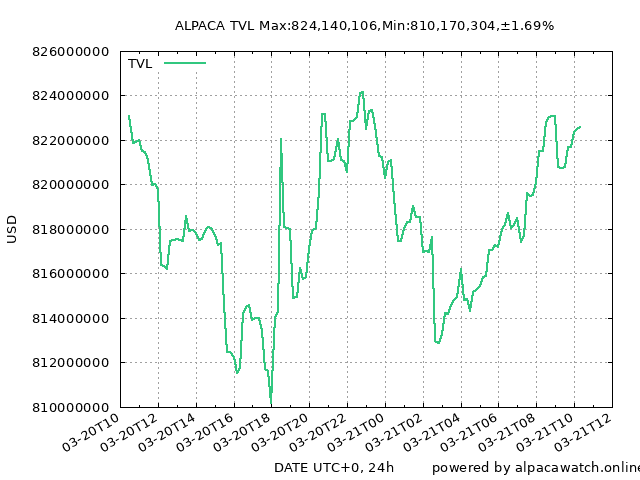 ALPACA TVL Max:824,140,106,Min:810,170,304,±1.69%
826000000
TVL
824000000
822000000
820000000
818000000
816000000
814000000
812000000
810000000
USD
03-20T10
03-20T12
03-20T14
03-20T16
03-20T18
03-20T20
03-20T22
03-21T00
03-21T02
03-21T04
03-21T06
03-21T08
03-21T10
03-21T12
DATE UTC+0, 24h
powered by alpacawatch.online